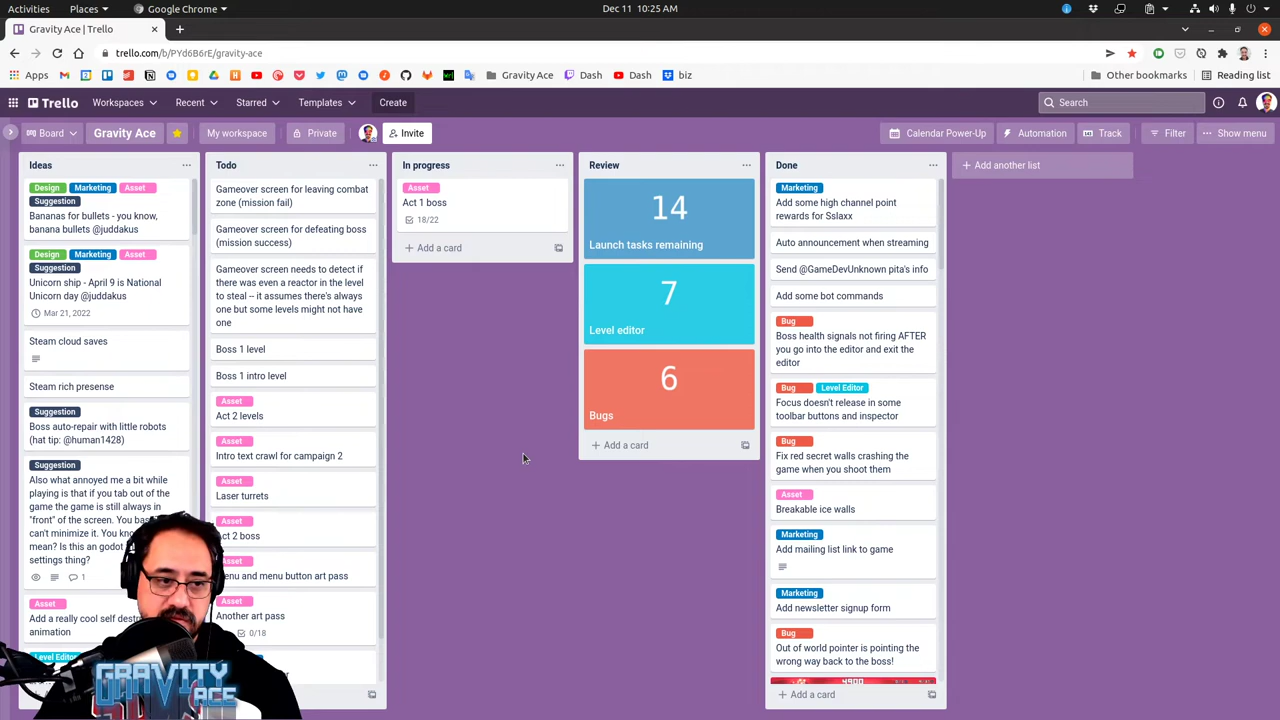 Activities
Places
Google Chrome
Dec 11 10:25 AM
Gravity Ace | Trello
trello.com/b/PYd6B6rE/gravity-ace
Apps
Gravity Ace
Dash
Dash
biz
Other bookmarks
Reading list
Trello
Workspaces
Recent
Starred
Templates
Create
Search
Board
Gravity Ace
My workspace
Private
Invite
Calendar Power-Up
Automation
Track
Filter
Show menu
Ideas
Design Marketing Asset
Suggestion
Bananas for bullets - you know,
banana bullets @juddakus
Design Marketing Asset
Suggestion
Unicorn ship - April 9 is National
Unicorn day @juddakus
Mar 21, 2022
Steam cloud saves
Steam rich presense
Suggestion
Boss auto-repair with little robots
(hat tip: @human1428)
Suggestion
Also what annoyed me a bit while
playing is that if you tab out of the
game the game is still always in
"front" of the screen. You
can't minimize it. You
mean? Is this an godot
settings thing?
1
Asset
Add a really cool self
animation
Level Editor
Todo
Gameover screen for leaving combat
zone (mission fail)
Gameover screen for defeating boss
(mission success)
Gameover screen needs to detect if
there was even a reactor in the level
to steal -- it assumes there's always
one but some levels might not have
one
Boss 1 level
Boss 1 intro level
Asset
Act 2 levels
Asset
Intro text crawl for campaign 2
Asset
Laser turrets
Asset
Act 2 boss
Asset
menu and menu button art pass
Asset
Another art pass
0/18
In progress
Asset
Act 1 boss
18/22
+ Add a card
Review
14
Launch tasks remaining
7
Level editor
6
Bugs
+ Add a card
Done
Marketing
Add some high channel point
rewards for Sslaxx
Auto announcement when streaming
Send @GameDevUnknown pita's info
Add some bot commands
Bug
Boss health signals not firing AFTER
you go into the editor and exit the
editor
Bug Level Editor
Focus doesn't release in some
toolbar buttons and inspector
Bug
Fix red secret walls crashing the
game when you shoot them
Asset
Breakable ice walls
Marketing
Add mailing list link to game
Marketing
Add newsletter signup form
Bug
Out of world pointer is pointing the
wrong way back to the boss!
4900
+ Add a card
+ Add another list
GRAVITY
ACE